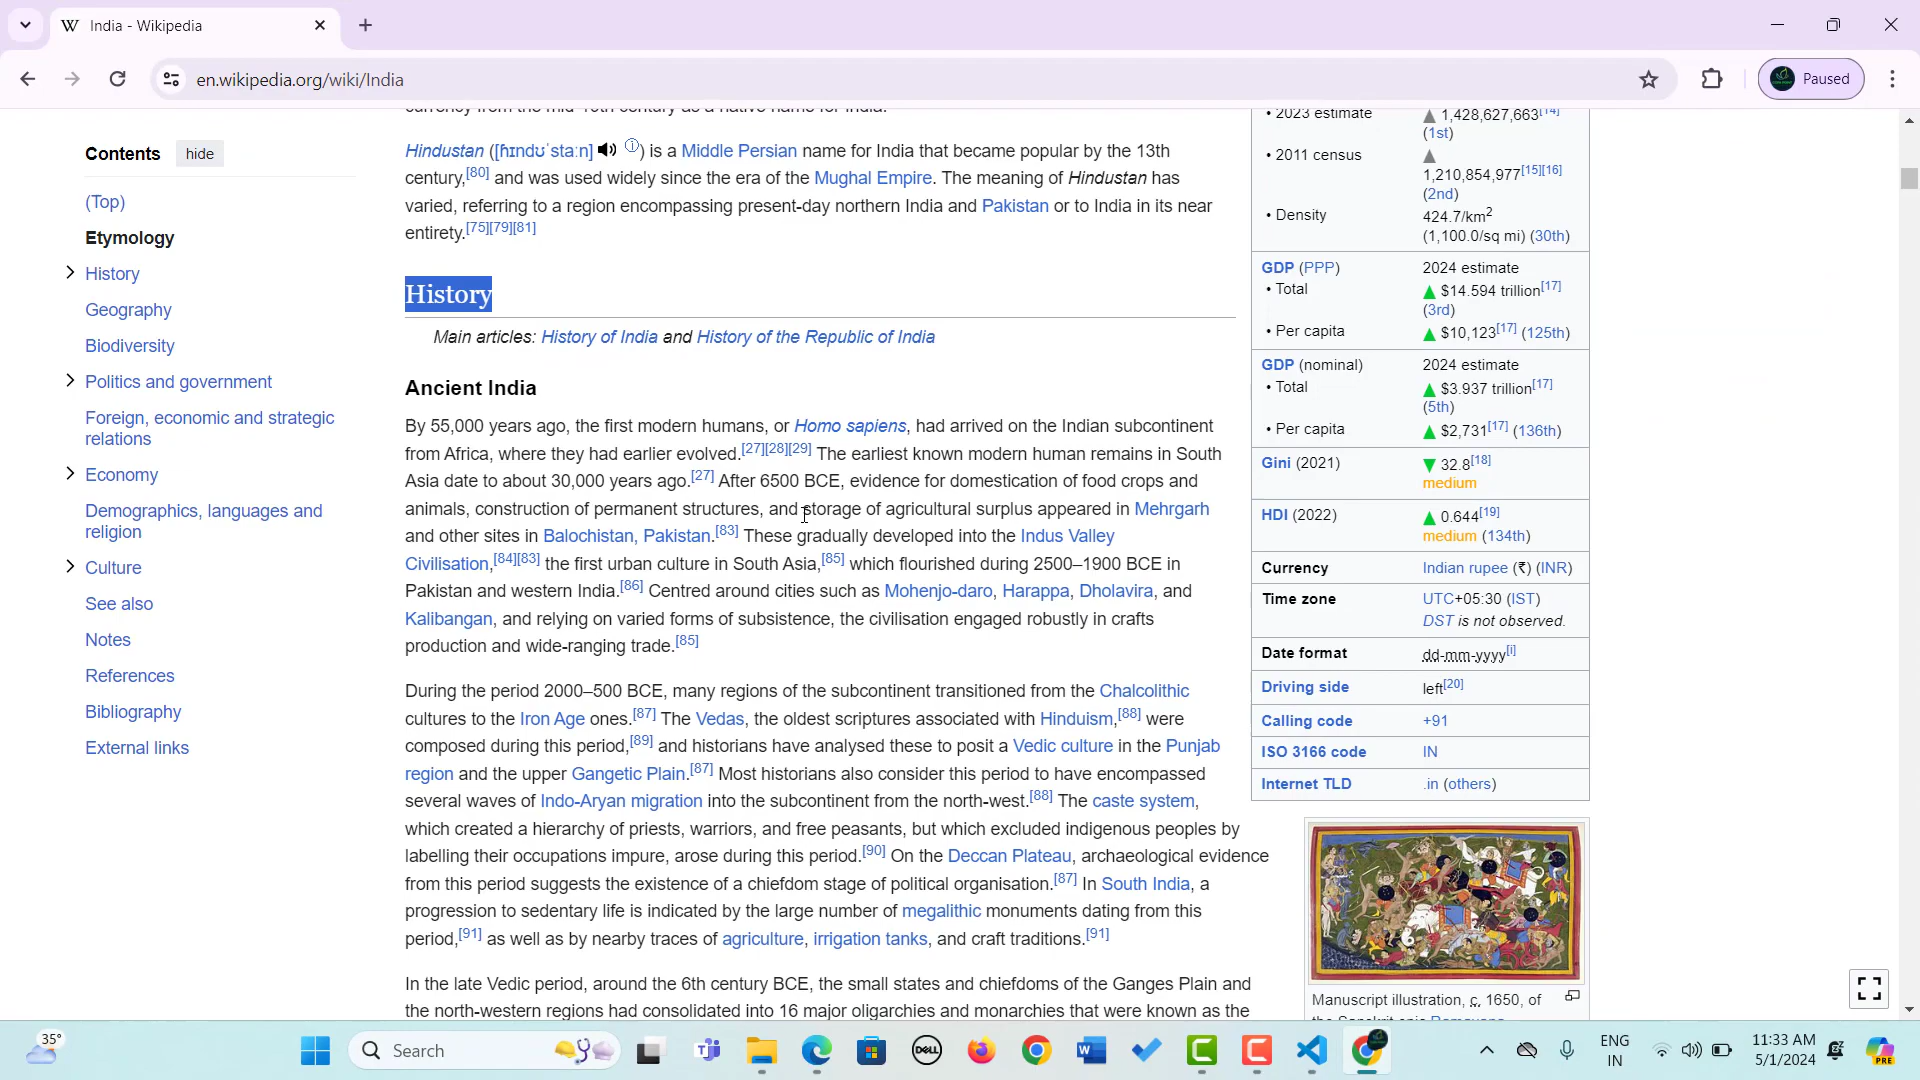 India - Wikipedia
en.wikipedia.org/wiki/India
Paused
Contents
hide
(Top)
Etymology
History
Geography
Biodiversity
Politics and government
Foreign, economic and strategic
relations
Economy
Demographics, languages and
religion
Culture
See also
Notes
References
Bibliography
External links
currency from the mid-19th century as a native name for India.
Hindustan ([ɦɪndʊˈstaːn] ⓘ) is a Middle Persian name for India that became popular by the 13th
century,[80] and was used widely since the era of the Mughal Empire. The meaning of Hindustan has
varied, referring to a region encompassing present-day northern India and Pakistan or to India in its near
entirety.[75][79][81]
History
Main articles: History of India and History of the Republic of India
Ancient India
By 55,000 years ago, the first modern humans, or Homo sapiens, had arrived on the Indian subcontinent
from Africa, where they had earlier evolved.[27][28][29] The earliest known modern human remains in South
Asia date to about 30,000 years ago.[27] After 6500 BCE, evidence for domestication of food crops and
animals, construction of permanent structures, and storage of agricultural surplus appeared in Mehrgarh
and other sites in Balochistan, Pakistan.[83] These gradually developed into the Indus Valley
Civilisation,[84][83] the first urban culture in South Asia,[85] which flourished during 2500–1900 BCE in
Pakistan and western India.[86] Centred around cities such as Mohenjo-daro, Harappa, Dholavira, and
Kalibangan, and relying on varied forms of subsistence, the civilisation engaged robustly in crafts
production and wide-ranging trade.[85]
During the period 2000–500 BCE, many regions of the subcontinent transitioned from the Chalcolithic
cultures to the Iron Age ones.[87] The Vedas, the oldest scriptures associated with Hinduism,[88] were
composed during this period,[89] and historians have analysed these to posit a Vedic culture in the Punjab
region and the upper Gangetic Plain.[87] Most historians also consider this period to have encompassed
several waves of Indo-Aryan migration into the subcontinent from the north-west.[88] The caste system,
which created a hierarchy of priests, warriors, and free peasants, but which excluded indigenous peoples by
labelling their occupations impure, arose during this period.[90] On the Deccan Plateau, archaeological evidence
from this period suggests the existence of a chiefdom stage of political organisation.[87] In South India, a
progression to sedentary life is indicated by the large number of megalithic monuments dating from this
period,[91] as well as by nearby traces of agriculture, irrigation tanks, and craft traditions.[91]
In the late Vedic period, around the 6th century BCE, the small states and chiefdoms of the Ganges Plain and
the north-western regions had consolidated into 16 major oligarchies and monarchies that were known as the
• 2023 estimate ▲ 1,428,627,663[14]
(1st)
• 2011 census ▲
1,210,854,977[15][16]
(2nd)
• Density 424.7/km2
(1,100.0/sq mi) (30th)
GDP (PPP) 2024 estimate
• Total ▲ $14.594 trillion[17]
(3rd)
• Per capita ▲ $10,123[17] (125th)
GDP (nominal) 2024 estimate
• Total ▲ $3.937 trillion[17]
(5th)
• Per capita ▲ $2,731[17] (136th)
Gini (2021) ▼ 32.8[18]
medium
HDI (2022) ▲ 0.644[19]
medium (134th)
Currency Indian rupee (₹) (INR)
Time zone UTC+05:30 (IST)
DST is not observed.
Date format dd-mm-yyyy[i]
Driving side left[20]
Calling code +91
ISO 3166 code IN
Internet TLD .in (others)
Manuscript illustration, c. 1650, of
the Sanskrit epic Ramayana,
35°
Search
DELL
ENG
IN
11:33 AM
5/1/2024
PRE